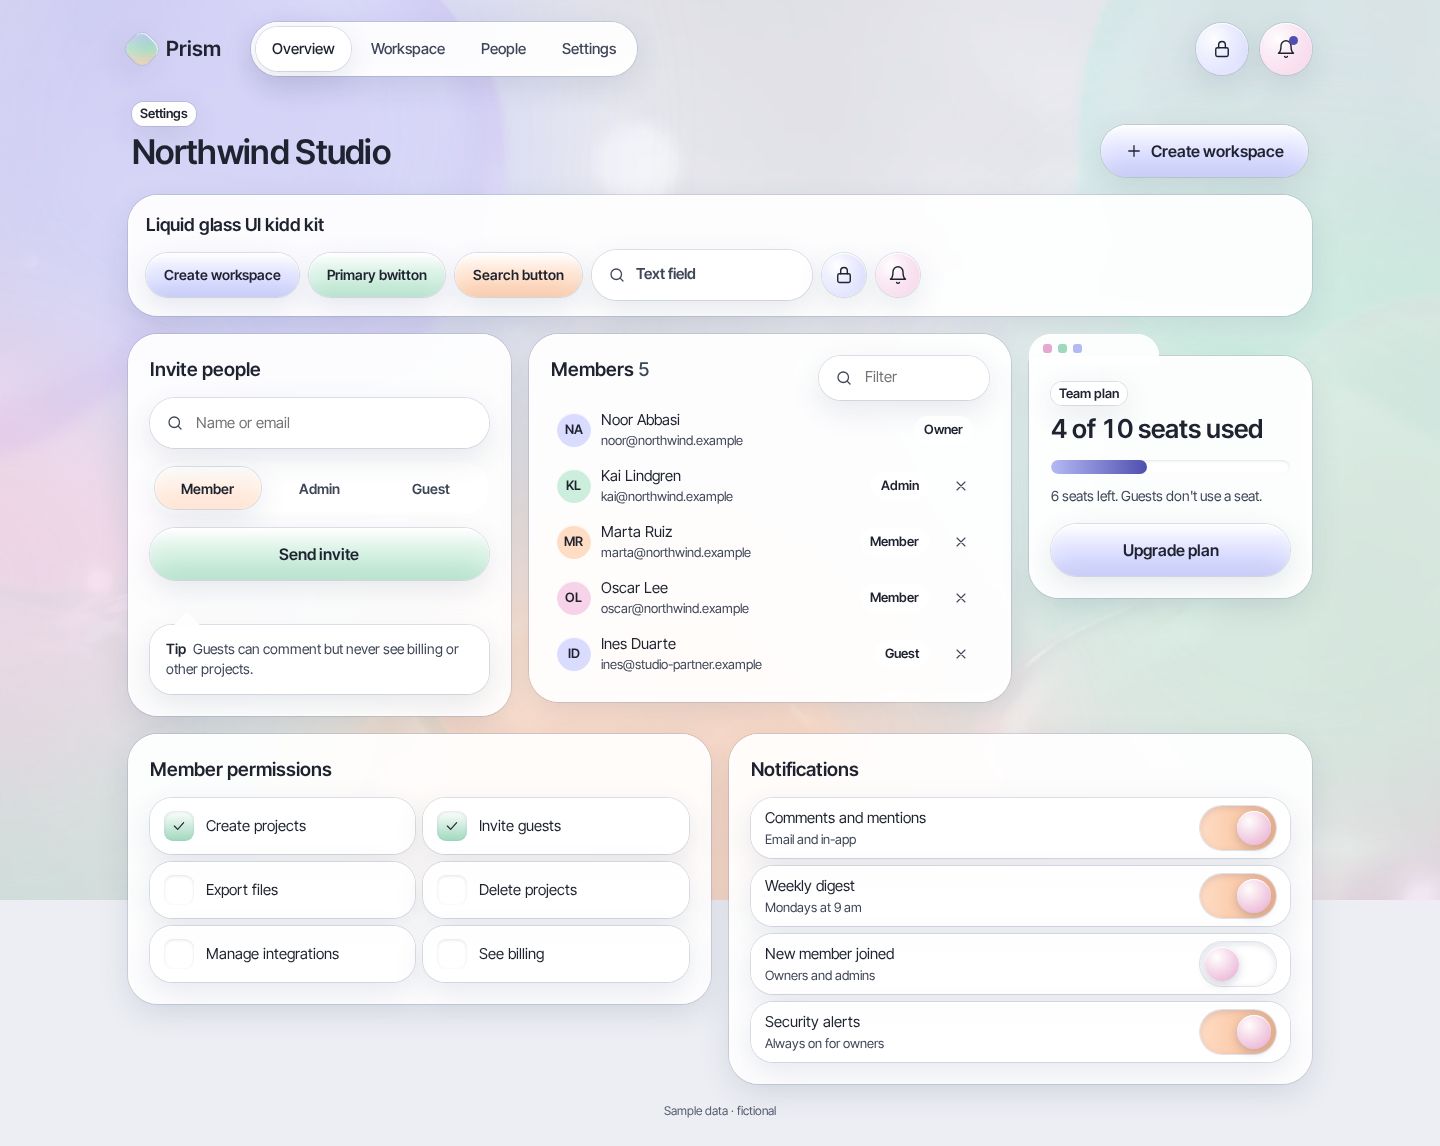 Prism
Overview
Workspace
People
Settings
Settings
Northwind Studio
Create workspace
Liquid glass UI kidd kit
Create workspace
Primary bwitton
Search button
Text field
Invite people
Name or email
Member
Admin
Guest
Send invite
Tip Guests can comment but never see billing or
other projects.
Members 5
Filter
NA
Noor Abbasi
noor@northwind.example
Owner
KL
Kai Lindgren
kai@northwind.example
Admin
MR
Marta Ruiz
marta@northwind.example
Member
OL
Oscar Lee
oscar@northwind.example
Member
ID
Ines Duarte
ines@studio-partner.example
Guest
Team plan
4 of 10 seats used
6 seats left. Guests don't use a seat.
Upgrade plan
Member permissions
Create projects
Invite guests
Export files
Delete projects
Manage integrations
See billing
Notifications
Comments and mentions
Email and in-app
Weekly digest
Mondays at 9 am
New member joined
Owners and admins
Security alerts
Always on for owners
Sample data · fictional